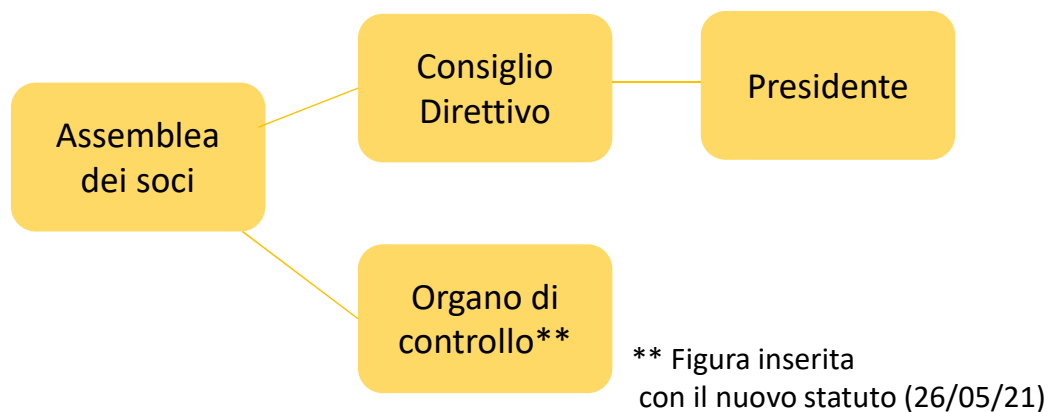 Assemblea
dei soci
Consiglio
Direttivo
Presidente
Organo di
controllo**
** Figura inserita
con il nuovo statuto (26/05/21)